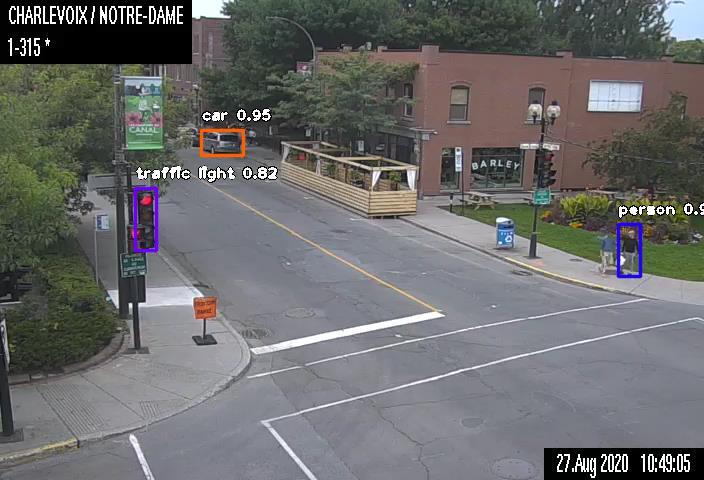 CHARLEVOIX / NOTRE-DAME
1-315 *
car 0.95
CANAL
traffic light 0.82
BARLEY
person 0.9
27.Aug 2020 10:49:05